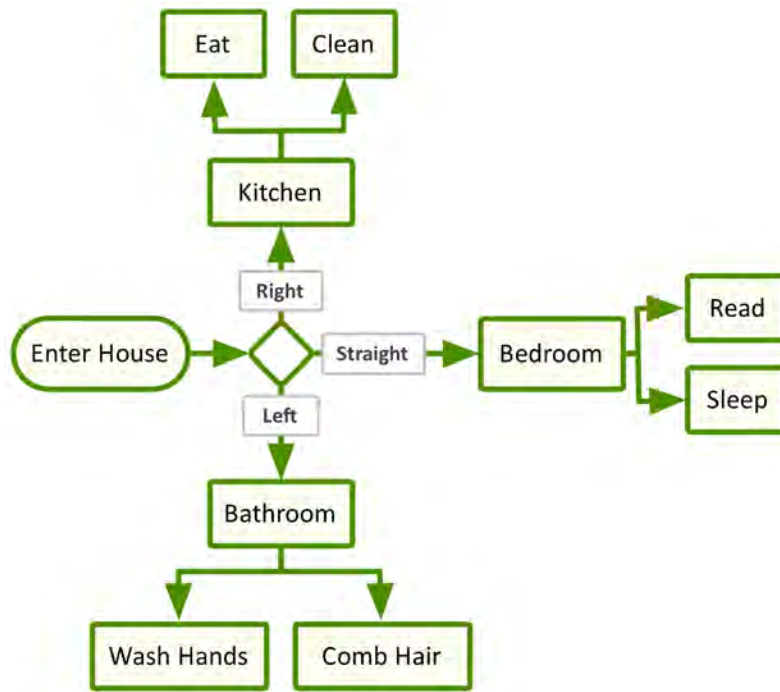 Eat
Clean
Kitchen
Right
Enter House
Straight
Bedroom
Read
Sleep
Left
Bathroom
Wash Hands
Comb Hair